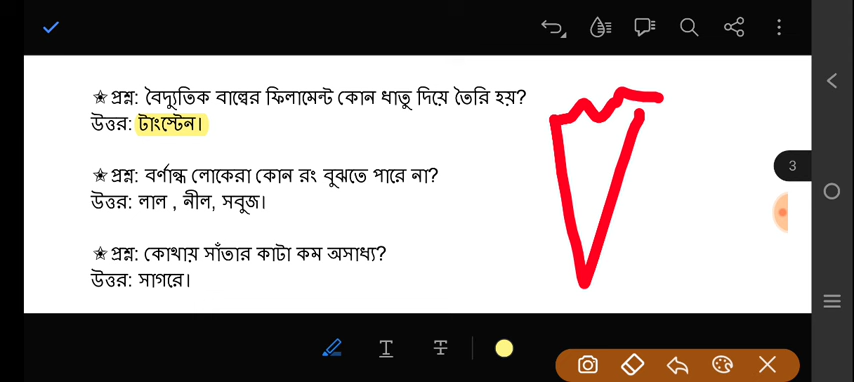 ★প্রশ্ন: বৈদ্যুতিক বাল্বের ফিলামেন্ট কোন ধাতু দিয়ে তৈরি হয়?
উত্তর: টাংস্টেন।
★প্রশ্ন: বর্ণান্ধ লোকেরা কোন রং বুঝতে পারে না?
উত্তর: লাল , নীল, সবুজ।
3
★প্রশ্ন: কোথায় সাঁতার কাটা কম অসাধ্য?
উত্তর: সাগরে।